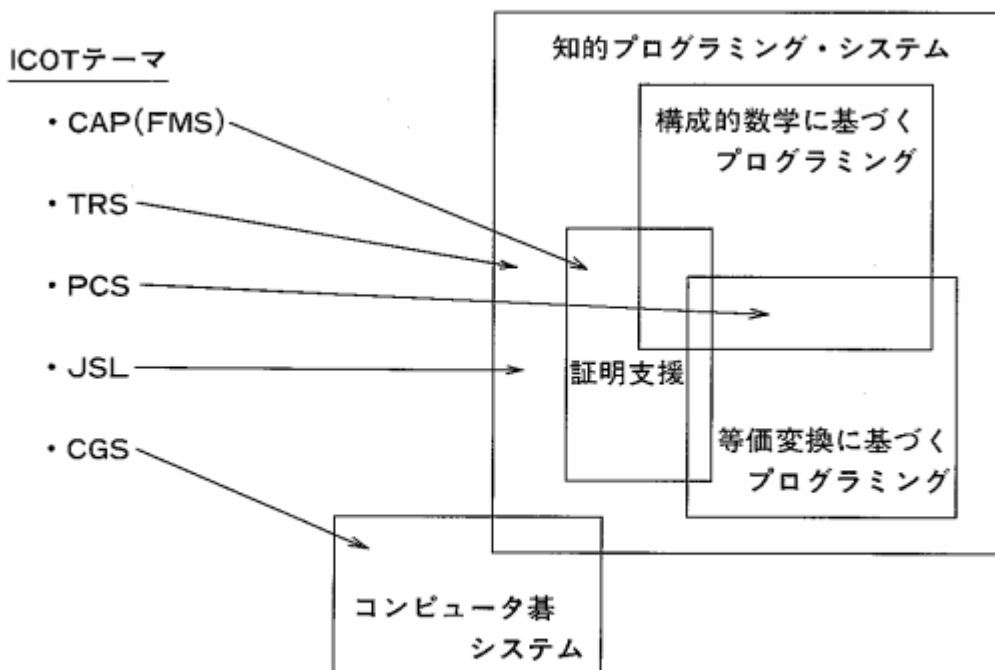 ICOTテーマ
・CAP(FMS)
・TRS
・PCS
・JSL
・CGS
知的プログラミング・システム
構成的数学に基づく
プログラミング
証明支援
等価変換に基づく
プログラミング
コンピュータ碁
システム